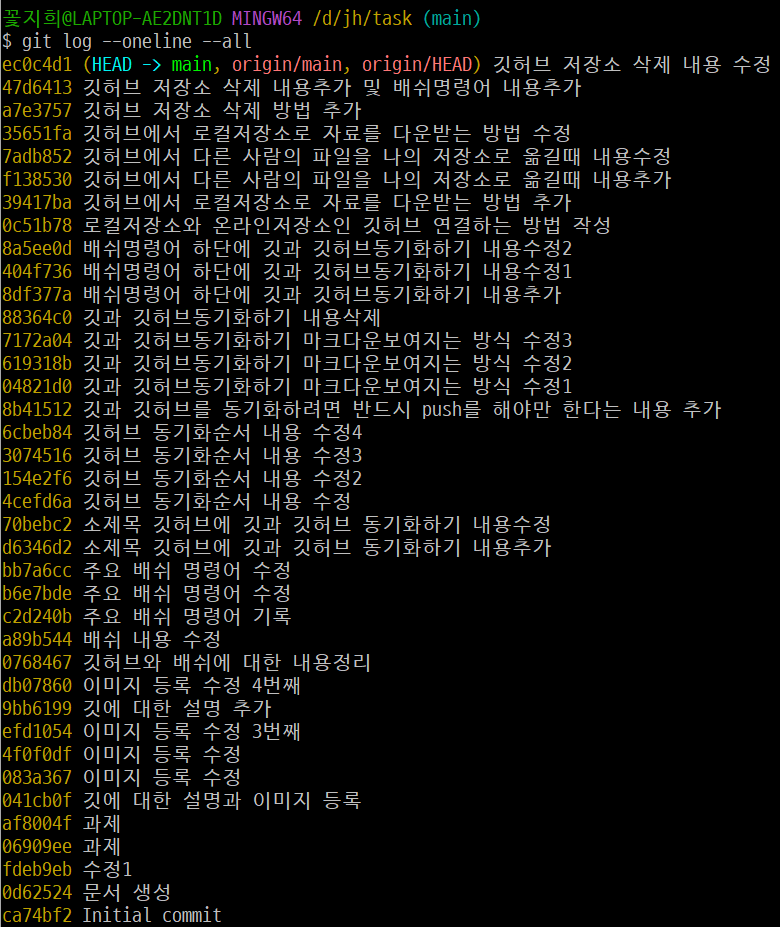 꽃지희@LAPTOP-AE2DNT1D MINGW64 /d/jh/task (main)
$ git log --oneline --all
ec0c4d1 (HEAD -> main, origin/main, origin/HEAD) 깃허브 저장소 삭제 내용 수정
47d6413 깃허브 저장소 삭제 내용추가 및 배쉬명령어 내용추가
a7e3757 깃허브 저장소 삭제 방법 추가
35651fa 깃허브에서 로컬저장소로 자료를 다운받는 방법 수정
7adb852 깃허브에서 다른 사람의 파일을 나의 저장소로 옮길때 내용수정
f138530 깃허브에서 다른 사람의 파일을 나의 저장소로 옮길때 내용추가
39417ba 깃허브에서 로컬저장소로 자료를 다운받는 방법 추가
0c51b78 로컬저장소와 온라인저장소인 깃허브 연결하는 방법 작성
8a5ee0d 배쉬명령어 하단에 깃과 깃허브동기화하기 내용수정2
404f736 배쉬명령어 하단에 깃과 깃허브동기화하기 내용수정1
8df377a 배쉬명령어 하단에 깃과 깃허브동기화하기 내용추가
88364c0 깃과 깃허브동기화하기 내용삭제
7172a04 깃과 깃허브동기화하기 마크다운보여지는 방식 수정3
619318b 깃과 깃허브동기화하기 마크다운보여지는 방식 수정2
04821d0 깃과 깃허브동기화하기 마크다운보여지는 방식 수정1
8b41512 깃과 깃허브를 동기화하려면 반드시 push를 해야만 한다는 내용 추가
6cbeb84 깃허브 동기화순서 내용 수정4
3074516 깃허브 동기화순서 내용 수정3
154e2f6 깃허브 동기화순서 내용 수정2
4cefd6a 깃허브 동기화순서 내용 수정
70bebc2 소제목 깃허브에 깃과 깃허브 동기화하기 내용수정
d6346d2 소제목 깃허브에 깃과 깃허브 동기화하기 내용추가
bb7a6cc 주요 배쉬 명령어 수정
b6e7bde 주요 배쉬 명령어 수정
c2d240b 주요 배쉬 명령어 기록
a89b544 배쉬 내용 수정
0768467 깃허브와 배쉬에 대한 내용정리
db07860 이미지 등록 수정 4번째
9bb6199 깃에 대한 설명 추가
efd1054 이미지 등록 수정 3번째
4f0f0df 이미지 등록 수정
083a367 이미지 등록 수정
041cb0f 깃에 대한 설명과 이미지 등록
af8004f 과제
06909ee 과제
fdeb9eb 수정1
0d62524 문서 생성
ca74bf2 Initial commit